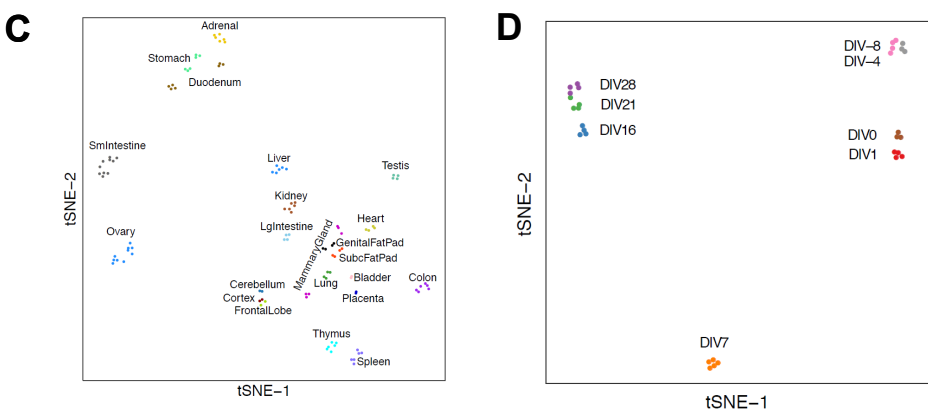 C
Adrenal
Stomach
Duodenum
SmIntestine
Liver
Testis
Kidney
Heart
LgIntestine
Ovary
MammaryGland
GenitalFatPad
SubcFatPad
Cerebellum
Lung
Bladder
Colon
Cortex
Placenta
FrontalLobe
Thymus
Spleen
tSNE−2
tSNE−1
D
DIV−8
DIV−4
DIV28
DIV21
DIV16
DIV0
DIV1
DIV7
tSNE−2
tSNE−1